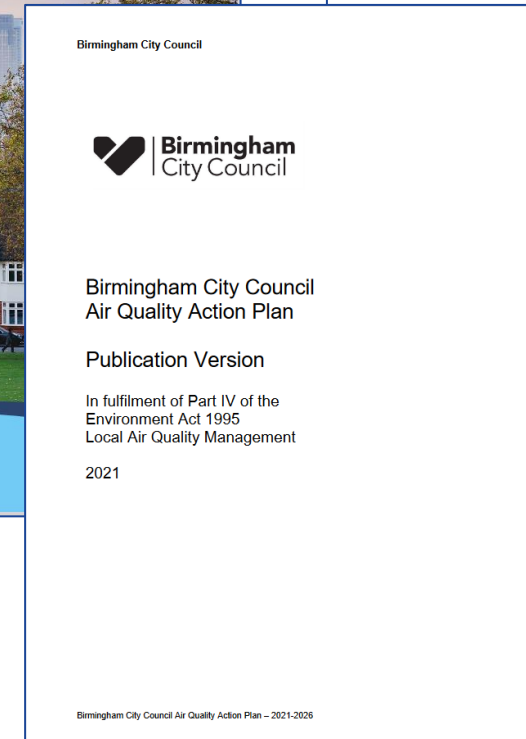 Birmingham City Council
Birmingham
City Council
Birmingham City Council
Air Quality Action Plan
Publication Version
In fulfilment of Part IV of the
Environment Act 1995
Local Air Quality Management
2021
Birmingham City Council Air Quality Action Plan – 2021-2026